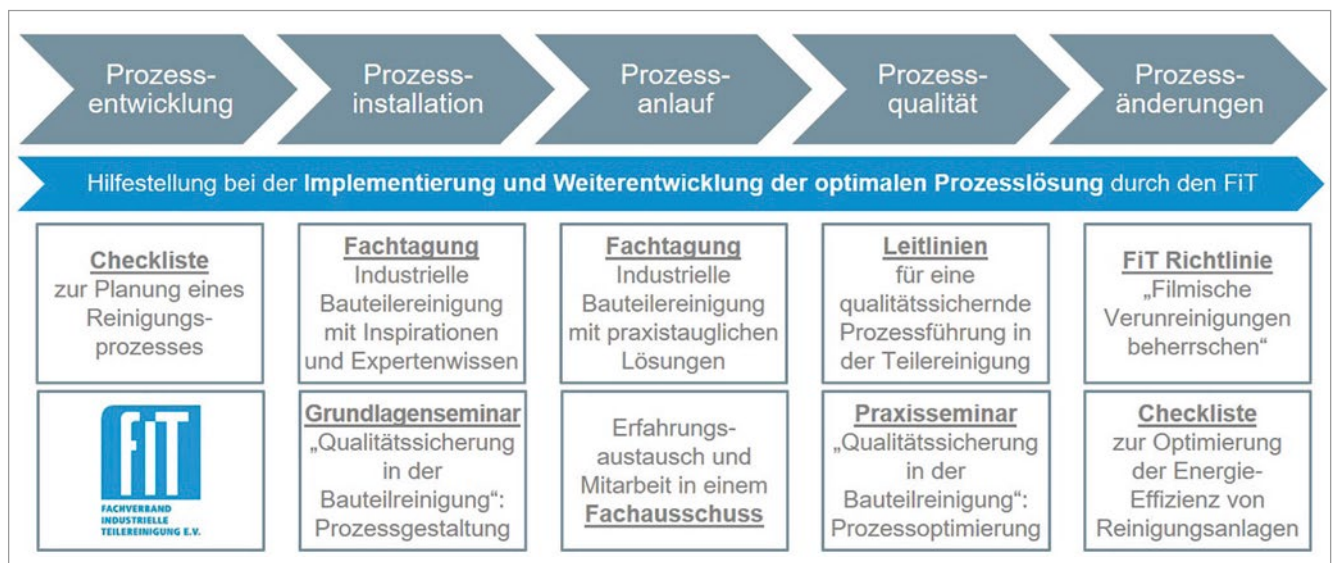 Prozess-
entwicklung
Prozess-
installation
Prozess-
anlauf
Prozess-
qualität
Prozess-
änderungen
Hilfestellung bei der Implementierung und Weiterentwicklung der optimalen Prozesslösung durch den FiT
Checkliste
zur Planung eines
Reinigungs-
prozesses
Fachtagung
Industrielle
Bauteilereinigung
mit Inspirationen
und Expertenwissen
Fachtagung
Industrielle
Bauteilereinigung
mit praxistauglichen
Lösungen
Leitlinien
für eine
qualitätssichernde
Prozessführung in
der Teilereinigung
FiT Richtlinie
„Filmische
Verunreinigungen
beherrschen“
FiT
FACHVERBAND
INDUSTRIELLE
TEILEREINIGUNG E.V.
Grundlagenseminar
„Qualitätssicherung
in der
Bauteilreinigung“:
Prozessgestaltung
Erfahrungs-
austausch und
Mitarbeit in einem
Fachausschuss
Praxisseminar
„Qualitätssicherung
in der
Bauteilreinigung“:
Prozessoptimierung
Checkliste
zur Optimierung
der Energie-
Effizienz von
Reinigungsanlagen